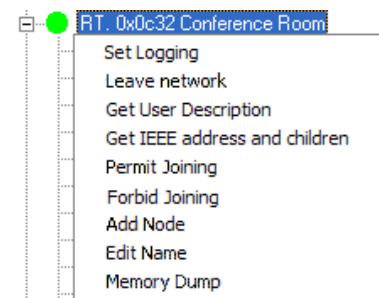 RT. 0x0c32 Conference Room
Set Logging
Leave network
Get User Description
Get IEEE address and children
Permit Joining
Forbid Joining
Add Node
Edit Name
Memory Dump